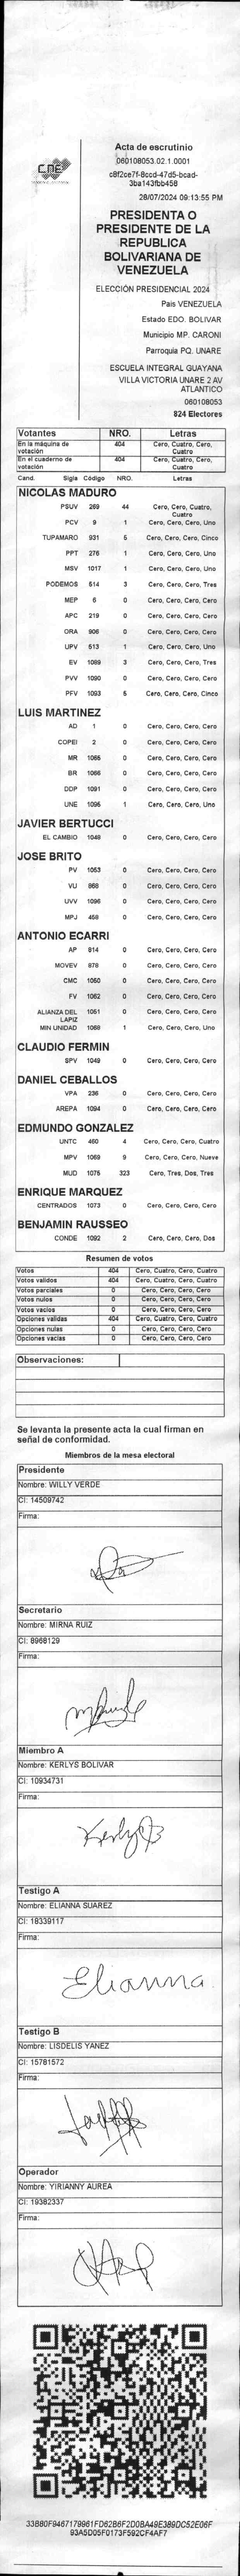 Acta de escrutinio
060108053.02.1.0001
c8f2ce7f-8ccd-47d5-bcad-
3ba143fbb458
28/07/2024 09:13:55 PM
CNE
PRESIDENTA O
PRESIDENTE DE LA
REPUBLICA
BOLIVARIANA DE
VENEZUELA
ELECCIÓN PRESIDENCIAL 2024
Pais VENEZUELA
Estado EDO. BOLIVAR
Municipio MP. CARONI
Parroquia PQ. UNARE
ESCUELA INTEGRAL GUAYANA
VILLA VICTORIA UNARE 2 AV
ATLANTICO
060108053
824 Electores
Votantes NRO. Letras
En la máquina de votación 404 Cero, Cuatro, Cero, Cuatro
En el cuaderno de votación 404 Cero, Cuatro, Cero, Cuatro
Cand. Sigla Código NRO. Letras
NICOLAS MADURO
PSUV 269 44 Cero, Cero, Cuatro, Cuatro
PCV 9 1 Cero, Cero, Cero, Uno
TUPAMARO 931 5 Cero, Cero, Cero, Cinco
PPT 276 1 Cero, Cero, Cero, Uno
MSV 1017 1 Cero, Cero, Cero, Uno
PODEMOS 514 3 Cero, Cero, Cero, Tres
MEP 6 0 Cero, Cero, Cero, Cero
APC 219 0 Cero, Cero, Cero, Cero
ORA 906 0 Cero, Cero, Cero, Cero
UPV 513 1 Cero, Cero, Cero, Uno
EV 1089 3 Cero, Cero, Cero, Tres
PVV 1090 0 Cero, Cero, Cero, Cero
PFV 1093 5 Cero, Cero, Cero, Cinco
LUIS MARTINEZ
AD 1 0 Cero, Cero, Cero, Cero
COPEI 2 0 Cero, Cero, Cero, Cero
MR 1065 0 Cero, Cero, Cero, Cero
BR 1066 0 Cero, Cero, Cero, Cero
DDP 1091 0 Cero, Cero, Cero, Cero
UNE 1095 1 Cero, Cero, Cero, Uno
JAVIER BERTUCCI
EL CAMBIO 1048 0 Cero, Cero, Cero, Cero
JOSE BRITO
PV 1053 0 Cero, Cero, Cero, Cero
VU 868 0 Cero, Cero, Cero, Cero
UVV 1096 0 Cero, Cero, Cero, Cero
MPJ 458 0 Cero, Cero, Cero, Cero
ANTONIO ECARRI
AP 814 0 Cero, Cero, Cero, Cero
MOVEV 878 0 Cero, Cero, Cero, Cero
CMC 1050 0 Cero, Cero, Cero, Cero
FV 1062 0 Cero, Cero, Cero, Cero
ALIANZA DEL LAPIZ 1051 0 Cero, Cero, Cero, Cero
MIN UNIDAD 1068 1 Cero, Cero, Cero, Uno
CLAUDIO FERMIN
SPV 1049 0 Cero, Cero, Cero, Cero
DANIEL CEBALLOS
VPA 236 0 Cero, Cero, Cero, Cero
AREPA 1094 0 Cero, Cero, Cero, Cero
EDMUNDO GONZALEZ
UNTC 460 4 Cero, Cero, Cero, Cuatro
MPV 1069 9 Cero, Cero, Cero, Nueve
MUD 1075 323 Cero, Tres, Dos, Tres
ENRIQUE MARQUEZ
CENTRADOS 1073 0 Cero, Cero, Cero, Cero
BENJAMIN RAUSSEO
CONDE 1092 2 Cero, Cero, Cero, Dos
Resumen de votos
Votos 404 Cero, Cuatro, Cero, Cuatro
Votos validos 404 Cero, Cuatro, Cero, Cuatro
Votos parciales 0 Cero, Cero, Cero, Cero
Votos nulos 0 Cero, Cero, Cero, Cero
Votos vacios 0 Cero, Cero, Cero, Cero
Opciones validas 404 Cero, Cuatro, Cero, Cuatro
Opciones nulas 0 Cero, Cero, Cero, Cero
Opciones vacias 0 Cero, Cero, Cero, Cero
Observaciones:
Se levanta la presente acta la cual firman en
señal de conformidad.
Miembros de la mesa electoral
Presidente
Nombre: WILLY VERDE
CI: 14509742
Firma:
Secretario
Nombre: MIRNA RUIZ
CI: 8968129
Firma:
Miembro A
Nombre: KERLYS BOLIVAR
CI: 10934731
Firma:
Testigo A
Nombre: ELIANNA SUAREZ
CI: 18339117
Firma:
Elianna
Testigo B
Nombre: LISDELIS YANEZ
CI: 15781572
Firma:
Operador
Nombre: YIRIANNY AUREA
CI: 19382337
Firma:
33B80F9467179961FD62B6F2D0BA49E389DC52E06F
93A5D05F0173F592CF4AF7